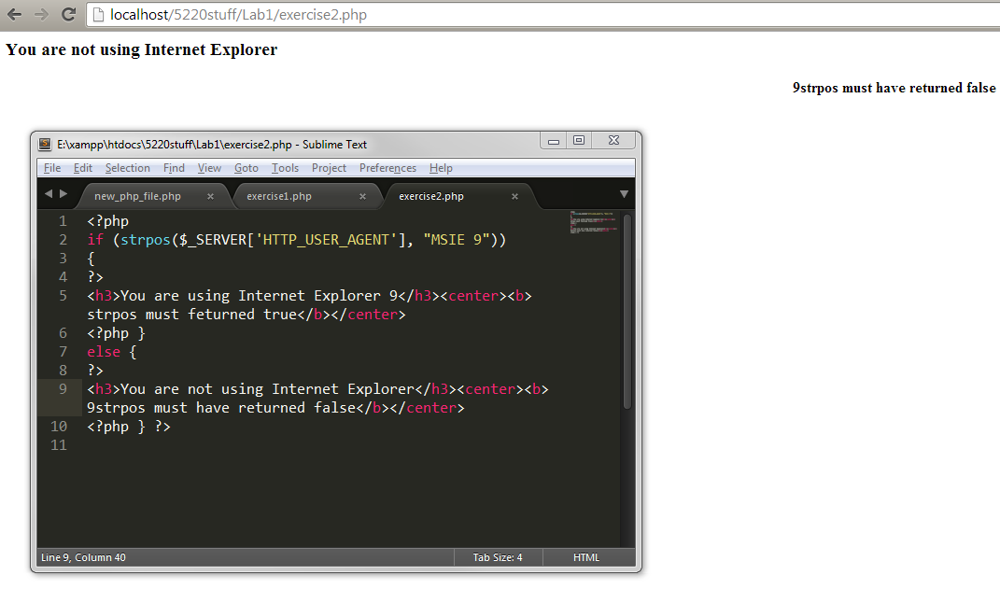 localhost/5220stuff/Lab1/exercise2.php
You are not using Internet Explorer
9strpos must have returned false
E:\xampp\htdocs\5220stuff\Lab1\exercise2.php - Sublime Text
File Edit Selection Find View Goto Tools Project Preferences Help
new_php_file.php × exercise1.php × exercise2.php ×
1 <?php
2 if (strpos($_SERVER['HTTP_USER_AGENT'], "MSIE 9"))
3 {
4 ?>
5 <h3>You are using Internet Explorer 9</h3><center><b>
strpos must feturned true</b></center>
6 <?php }
7 else {
8 ?>
9 <h3>You are not using Internet Explorer</h3><center><b>
9strpos must have returned false</b></center>
10 <?php } ?>
11
Line 9, Column 40 Tab Size: 4 HTML